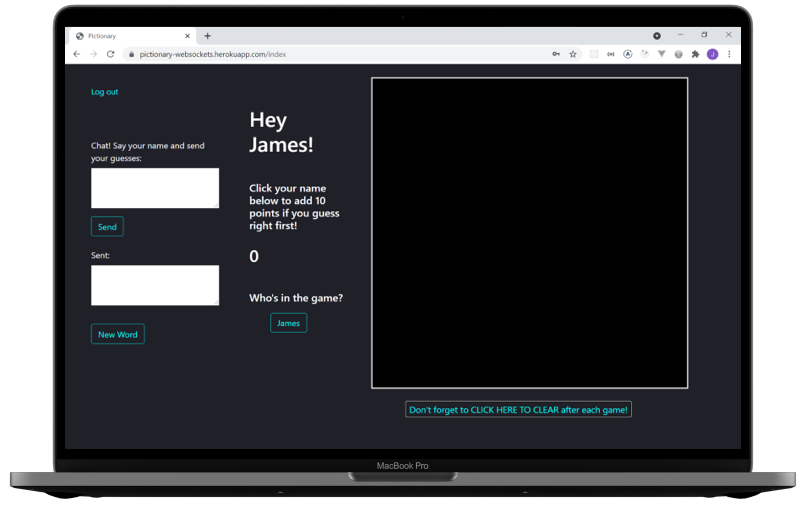 Pictionary
pictionary-websockets.herokuapp.com/index
Log out
Chat! Say your name and send
your guesses:
Send
Sent:
New Word
Hey
James!
Click your name
below to add 10
points if you guess
right first!
0
Who's in the game?
James
Don't forget to CLICK HERE TO CLEAR after each game!
MacBook Pro